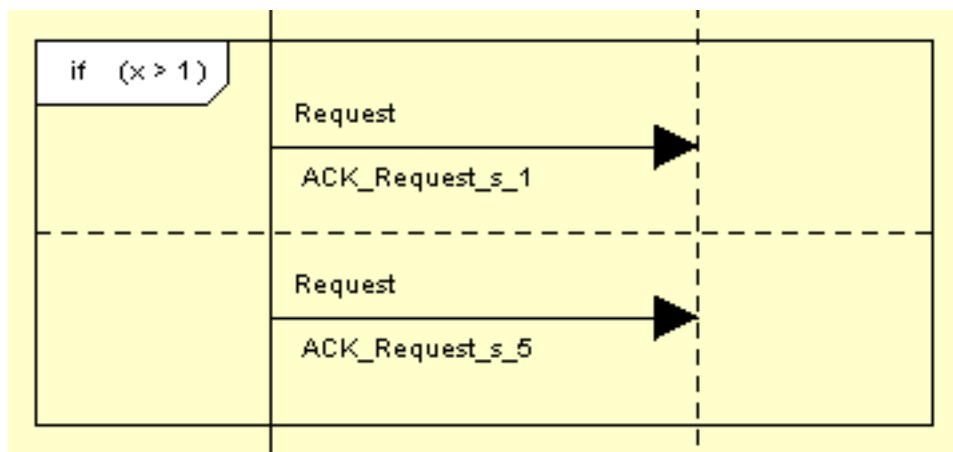 if (x > 1)
Request
ACK_Request_s_1
Request
ACK_Request_s_5